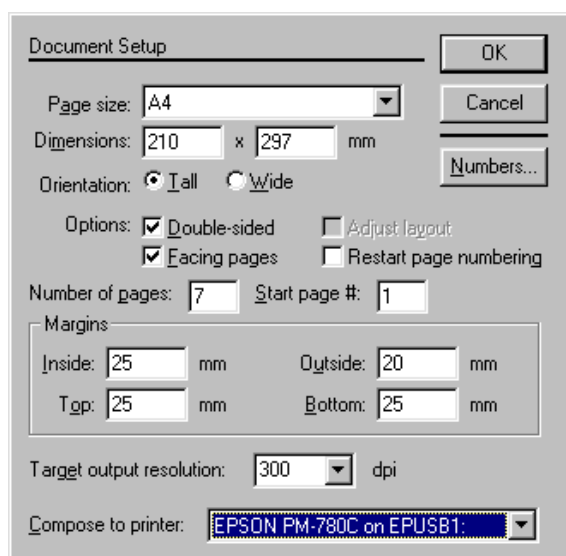 Document Setup
OK
Page size: A4
Cancel
Dimensions: 210 x 297 mm
Numbers...
Orientation: Tall Wide
Options: Double-sided Adjust layout
Facing pages Restart page numbering
Number of pages: 7 Start page #: 1
Margins
Inside: 25 mm Outside: 20 mm
Top: 25 mm Bottom: 25 mm
Target output resolution: 300 dpi
Compose to printer: EPSON PM-780C on EPUSB1: